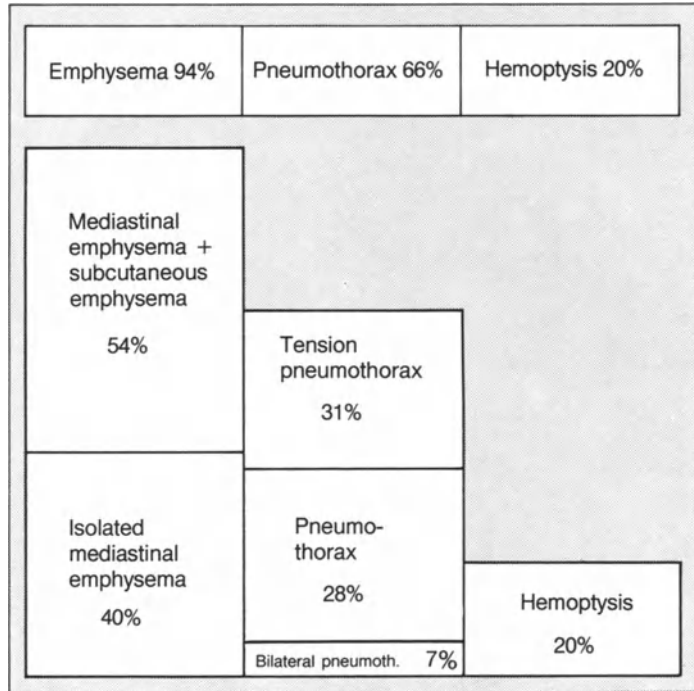 Emphysema 94%
Pneumothorax 66%
Hemoptysis 20%
Mediastinal
emphysema +
subcutaneous
emphysema
54%
Isolated
mediastinal
emphysema
40%
Tension
pneumothorax
31%
Pneumo-
thorax
28%
Bilateral pneumoth. 7%
Hemoptysis
20%